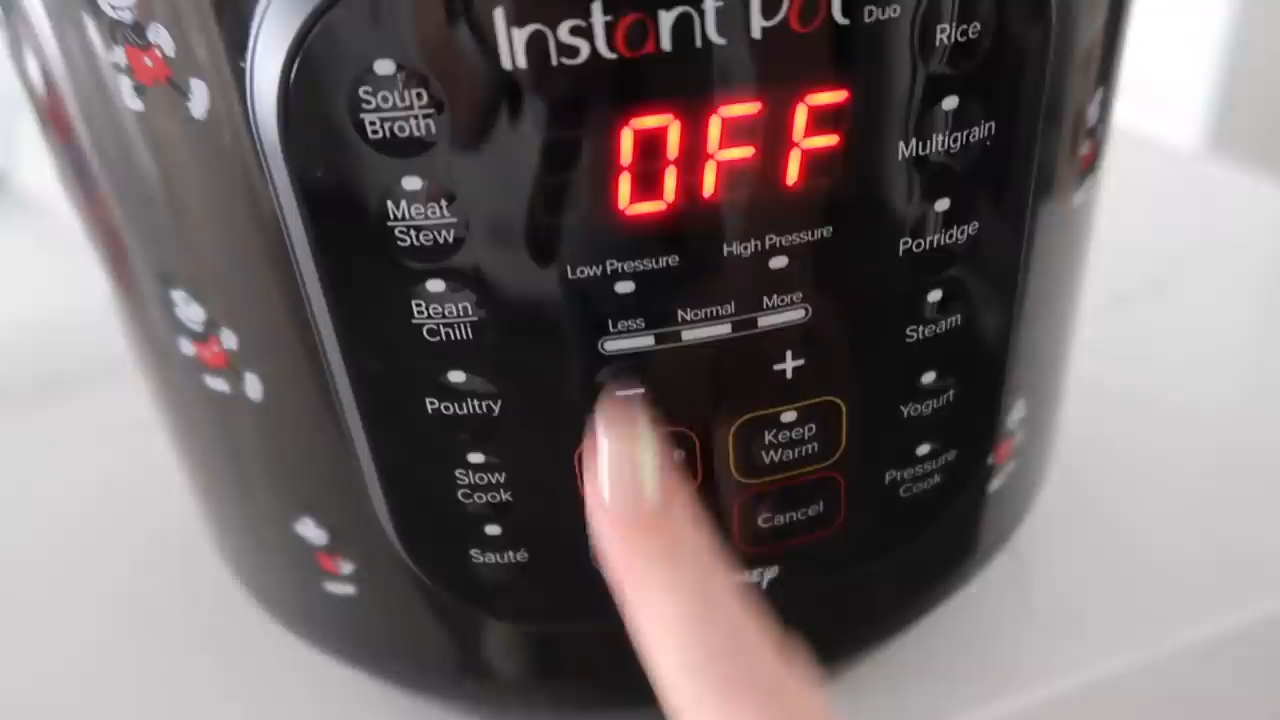 Instant Pot Duo
OFF
Soup
Broth
Meat
Stew
Bean
Chili
Poultry
Slow
Cook
Sauté
Low Pressure
High Pressure
Less
Normal
More
−
+
Keep
Warm
Cancel
Rice
Multigrain
Porridge
Steam
Yogurt
Pressure
Cook